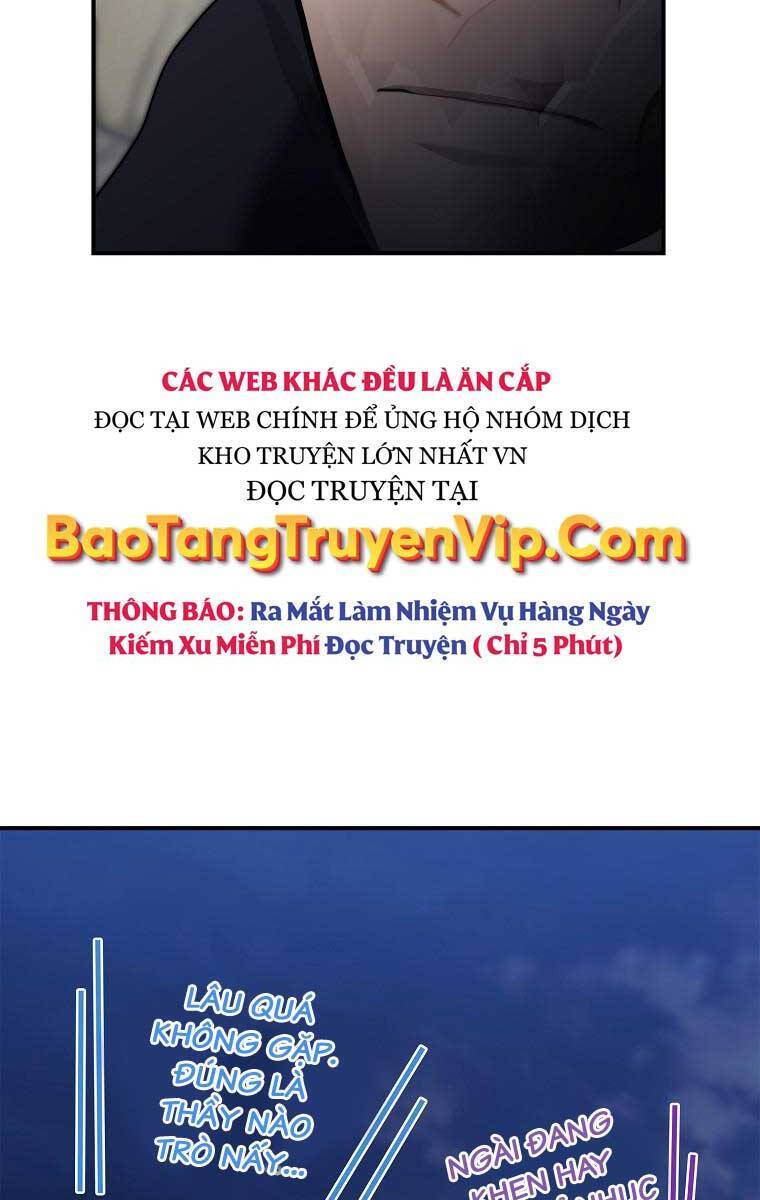 CÁC WEB KHÁC ĐỀU LÀ ĂN CẮP
ĐỌC TẠI WEB CHÍNH ĐỂ ỦNG HỘ NHÓM DỊCH
KHO TRUYỆN LỚN NHẤT VN
ĐỌC TRUYỆN TẠI
BaoTangTruyenVip.Com
THÔNG BÁO: Ra Mắt Làm Nhiệm Vụ Hàng Ngày
Kiếm Xu Miễn Phí Đọc Truyện ( Chỉ 5 Phút)
LÂU QUÁ
KHÔNG GẶP.
ĐÚNG LÀ
THẦY NÀO
TRÒ NẤY...
NGÀI ĐANG
KHEN HAY